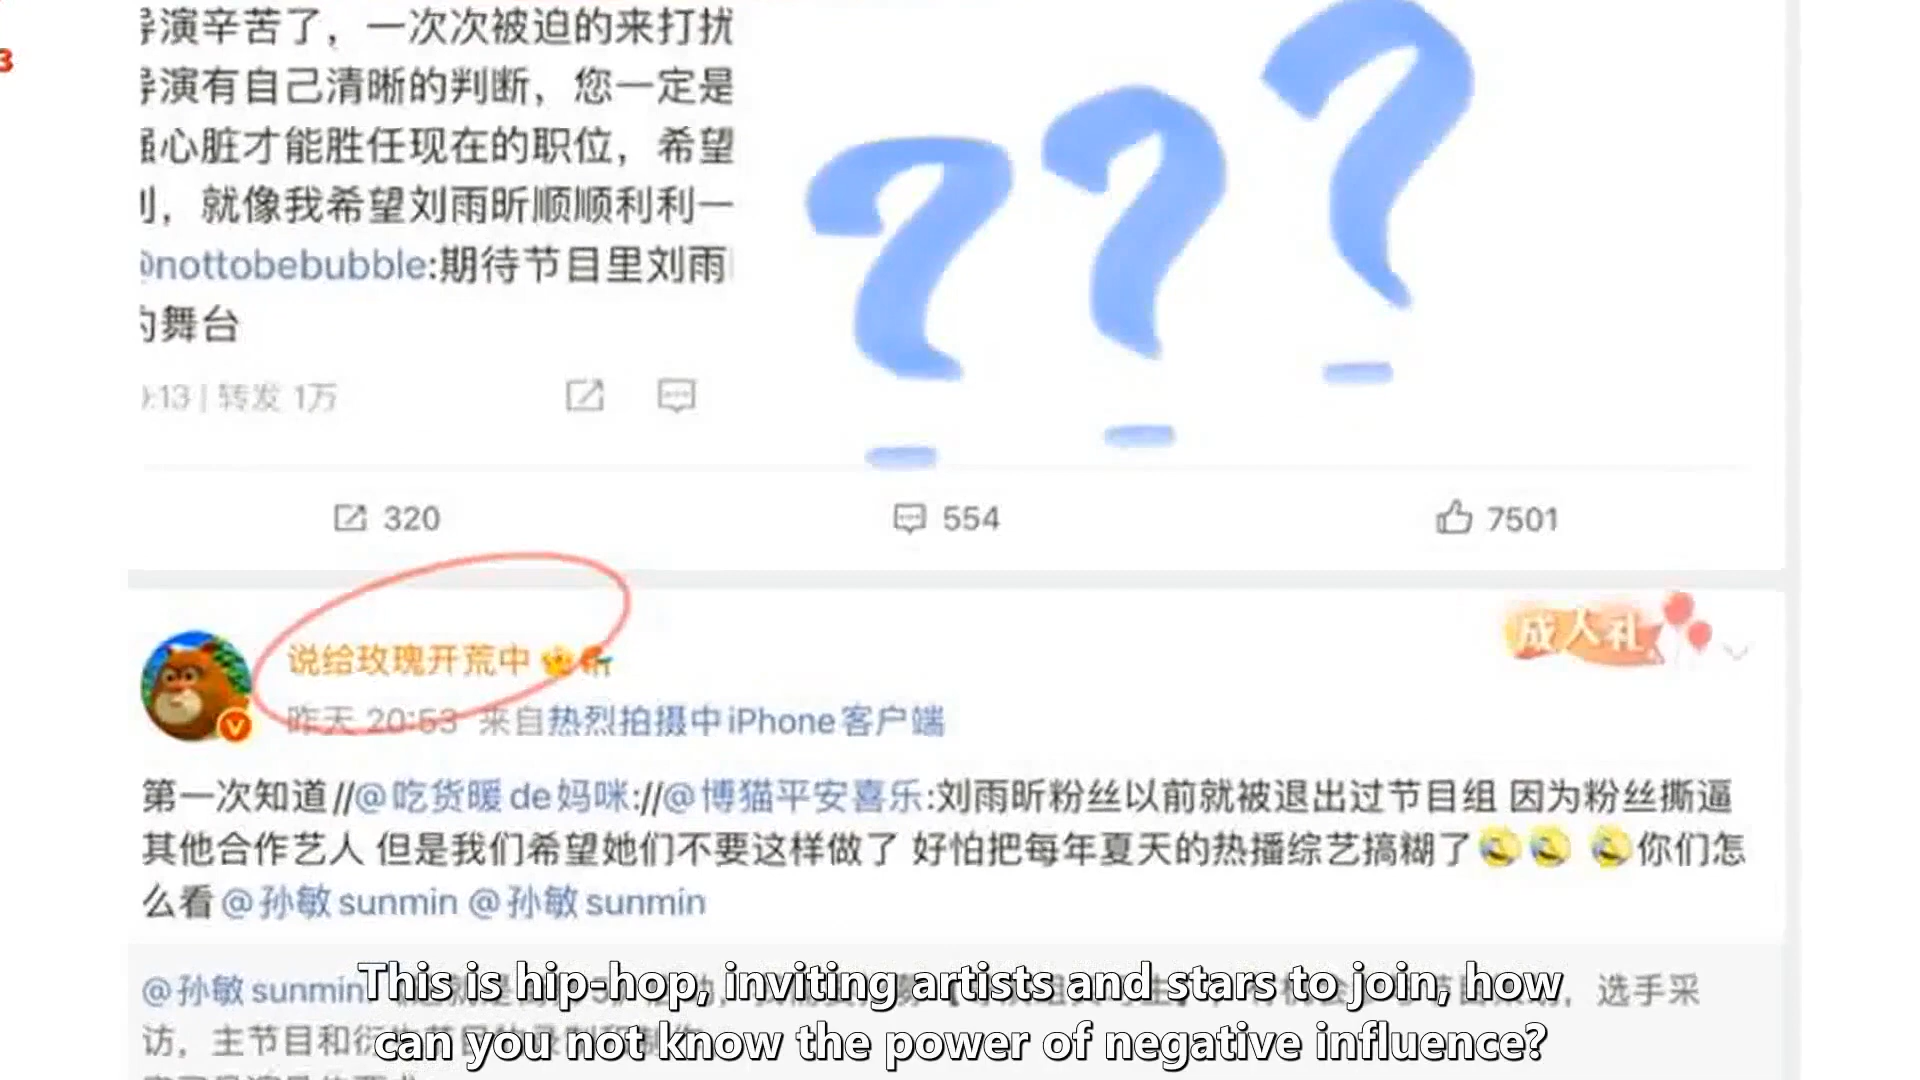 3
导演辛苦了，一次次被迫的来打扰
导演有自己清晰的判断，您一定是
强心脏才能胜任现在的职位，希望
利，就像我希望刘雨昕顺顺利利一
@nottobebubble:期待节目里刘雨
的舞台
:13 | 转发 1万
320
554
7501
成人礼
说给玫瑰开荒中
昨天 20:53 来自热烈拍摄中iPhone客户端
第一次知道//@吃货暖de妈咪://@博猫平安喜乐:刘雨昕粉丝以前就被退出过节目组 因为粉丝撕逼
其他合作艺人 但是我们希望她们不要这样做了 好怕把每年夏天的热播综艺搞糊了 你们怎
么看@孙敏sunmin @孙敏sunmin
@孙敏sunmin
，选手采
访，主节目和衍
This is hip-hop, inviting artists and stars to join, how
can you not know the power of negative influence?